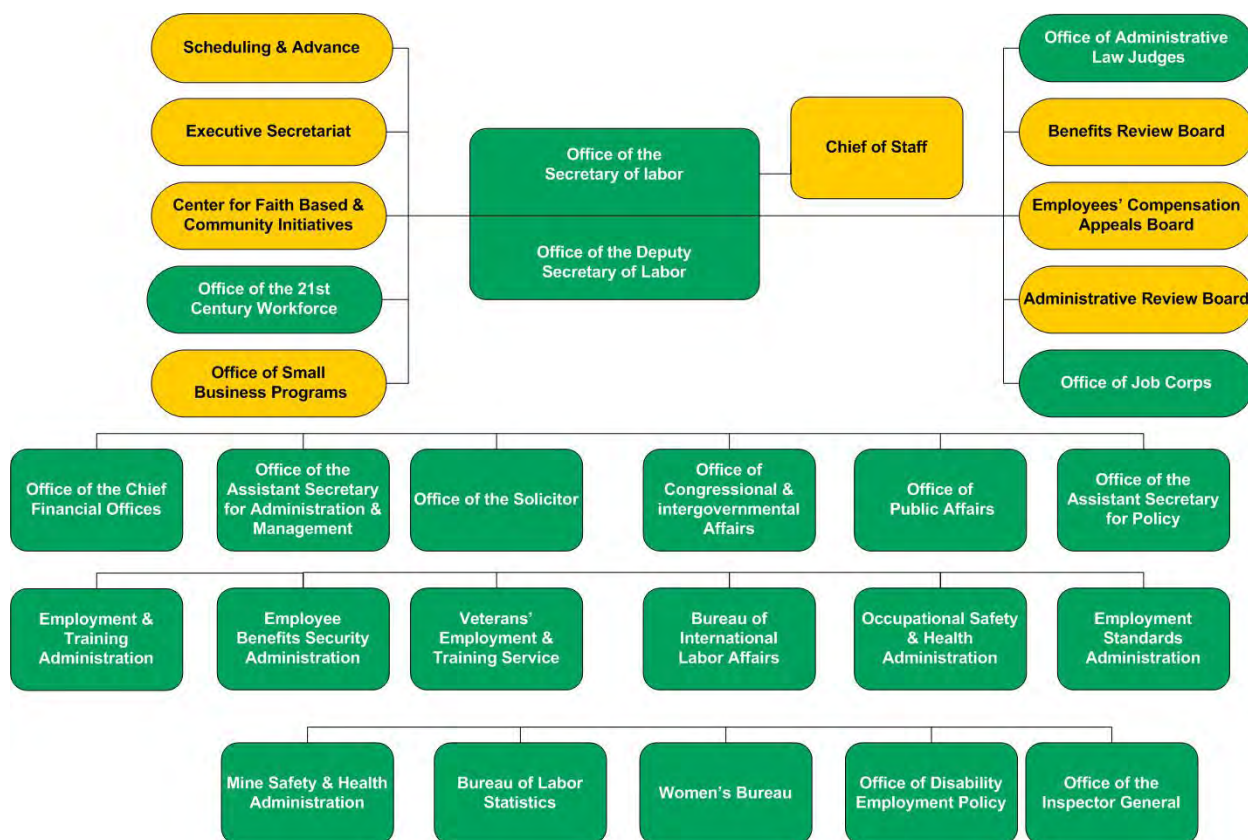 Scheduling & Advance
Executive Secretariat
Center for Faith Based &
Community Initiatives
Office of the 21st
Century Workforce
Office of Small
Business Programs
Office of the
Secretary of labor
Office of the Deputy
Secretary of Labor
Chief of Staff
Office of Administrative
Law Judges
Benefits Review Board
Employees’ Compensation
Appeals Board
Administrative Review Board
Office of Job Corps
Office of the Chief
Financial Offices
Office of the
Assistant Secretary
for Administration &
Management
Office of the Solicitor
Office of
Congressional &
intergovernmental
Affairs
Office of
Public Affairs
Office of the
Assistant Secretary
for Policy
Employment &
Training
Administration
Employee
Benefits Security
Administration
Veterans’
Employment &
Training Service
Bureau of
International
Labor Affairs
Occupational Safety
& Health
Administration
Employment
Standards
Administration
Mine Safety & Health
Administration
Bureau of Labor
Statistics
Women’s Bureau
Office of Disability
Employment Policy
Office of the
Inspector General